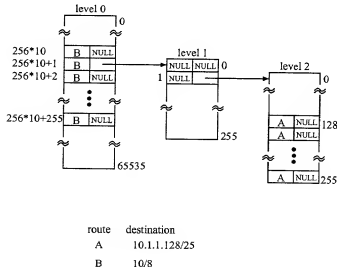 level 0
0
256*10 B NULL
256*10+1 B
256*10+2 B NULL
256*10+255 B NULL
65535
level 1
NULL NULL 0
1 NULL
255
level 2
0
A NULL 128
A NULL
A NULL 255
route destination
A 10.1.1.128/25
B 10/8